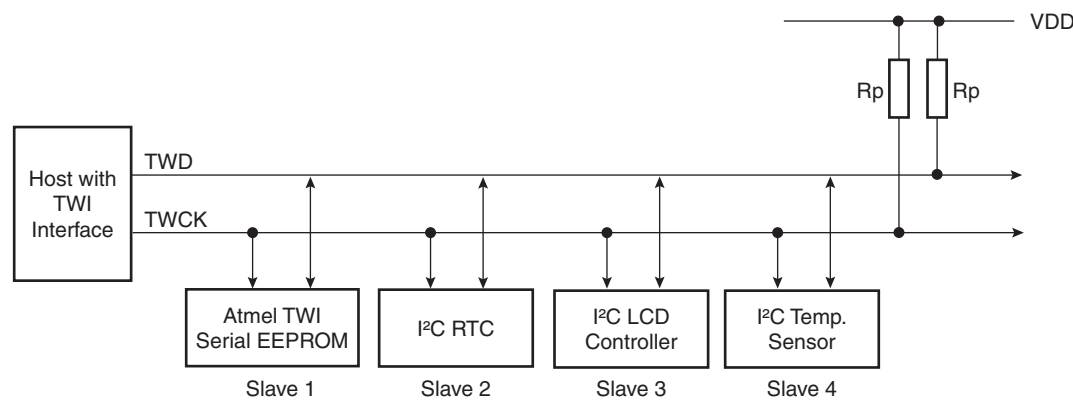 VDD
Rp
Rp
Host with
TWI
Interface
TWD
TWCK
Atmel TWI
Serial EEPROM
Slave 1
I²C RTC
Slave 2
I²C LCD
Controller
Slave 3
I²C Temp.
Sensor
Slave 4